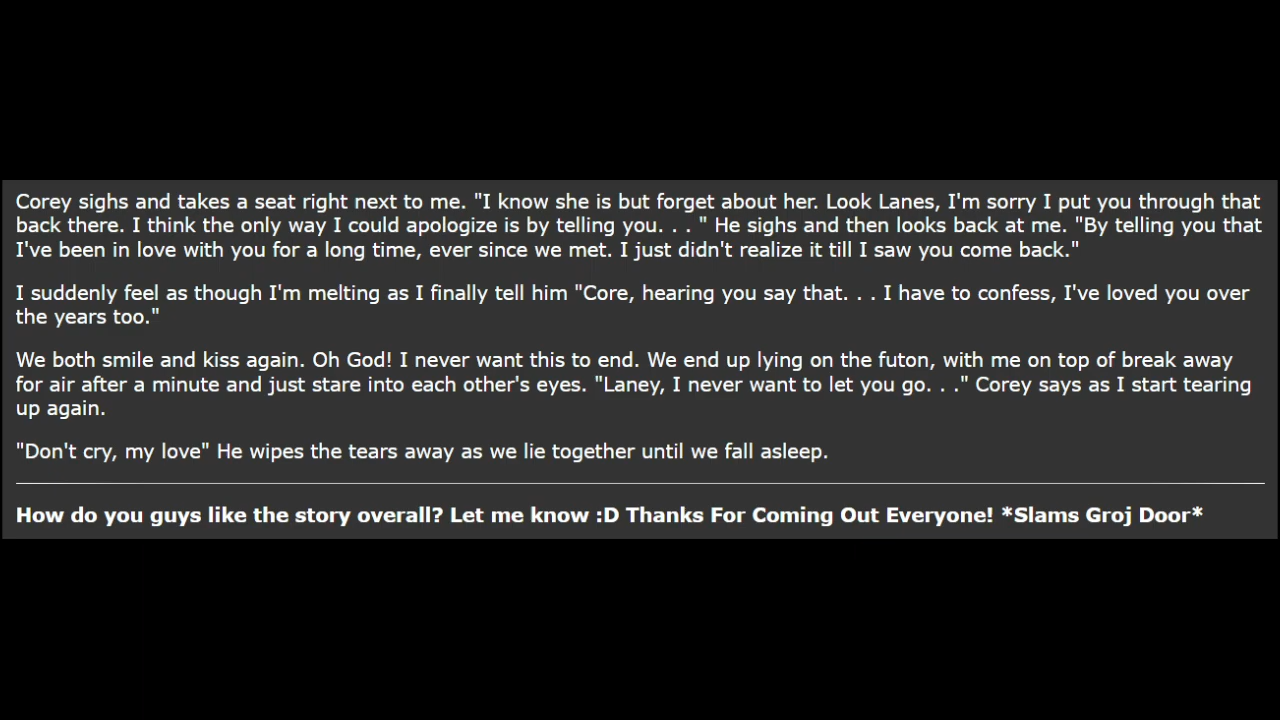 Corey sighs and takes a seat right next to me. "I know she is but forget about her. Look Lanes, I'm sorry I put you through that
back there. I think the only way I could apologize is by telling you. . . " He sighs and then looks back at me. "By telling you that
I've been in love with you for a long time, ever since we met. I just didn't realize it till I saw you come back."
I suddenly feel as though I'm melting as I finally tell him "Core, hearing you say that. . . I have to confess, I've loved you over
the years too."
We both smile and kiss again. Oh God! I never want this to end. We end up lying on the futon, with me on top of break away
for air after a minute and just stare into each other's eyes. "Laney, I never want to let you go. . ." Corey says as I start tearing
up again.
"Don't cry, my love" He wipes the tears away as we lie together until we fall asleep.
How do you guys like the story overall? Let me know :D Thanks For Coming Out Everyone! *Slams Groj Door*